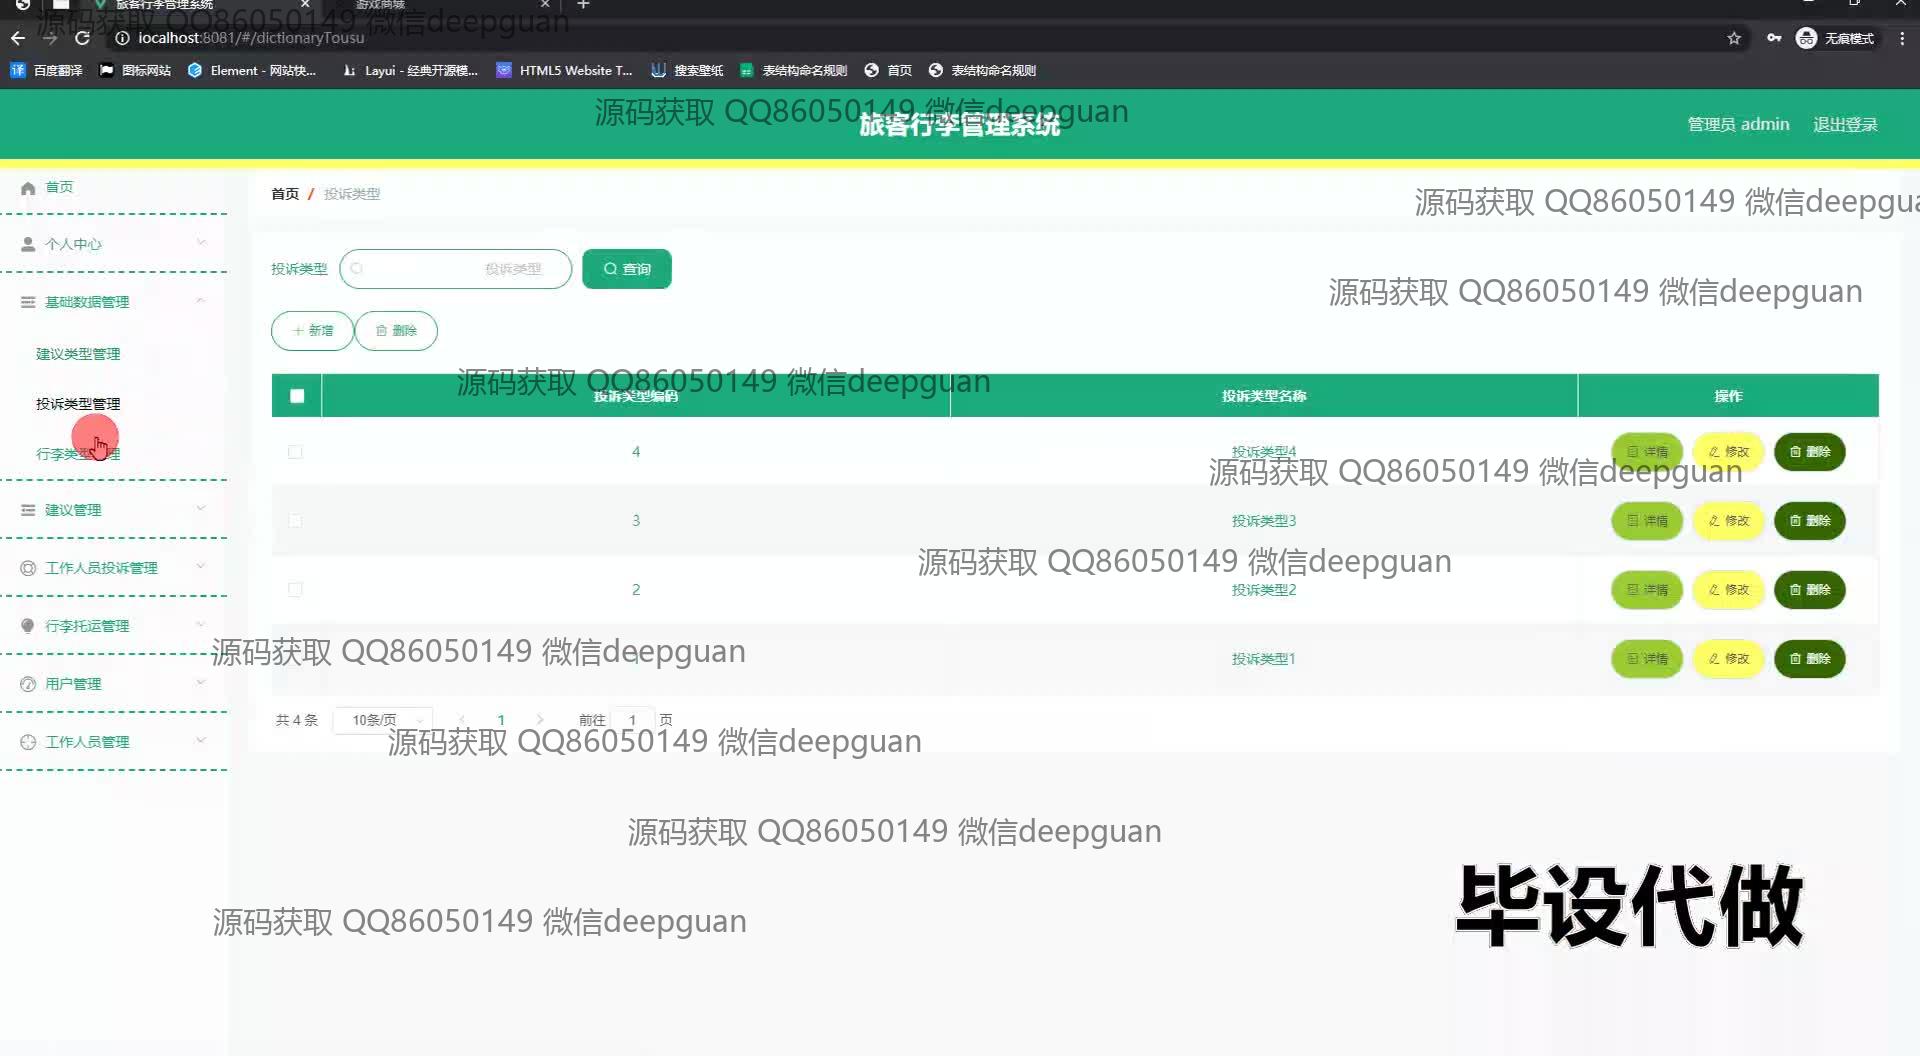 旅客行李管理系统
游戏商城
源码获取 QQ86050149 微信deepguan
localhost:8081/#/dictionaryTousu
无痕模式
百度翻译 图标网站 Element - 网站快... Layui - 经典开源模... HTML5 Website T... 搜索壁纸 表结构命名规则 首页 表结构命名规则
源码获取 QQ86050149 微信deepguan
旅客行李管理系统
管理员 admin 退出登录
首页
首页 / 投诉类型
源码获取 QQ86050149 微信deepgua
个人中心
投诉类型 投诉类型 查询
源码获取 QQ86050149 微信deepguan
基础数据管理
新增 删除
建议类型管理
源码获取 QQ86050149 微信deepguan
投诉类型管理
投诉类型编码 投诉类型名称 操作
行李类型管理
4 投诉类型4 详情 修改 删除
源码获取 QQ86050149 微信deepguan
建议管理
3 投诉类型3 详情 修改 删除
工作人员投诉管理
源码获取 QQ86050149 微信deepguan
2 投诉类型2 详情 修改 删除
行李托运管理
源码获取 QQ86050149 微信deepguan
投诉类型1 详情 修改 删除
用户管理
共 4 条 10条/页 1 前往 1 页
工作人员管理
源码获取 QQ86050149 微信deepguan
源码获取 QQ86050149 微信deepguan
毕设代做
源码获取 QQ86050149 微信deepguan